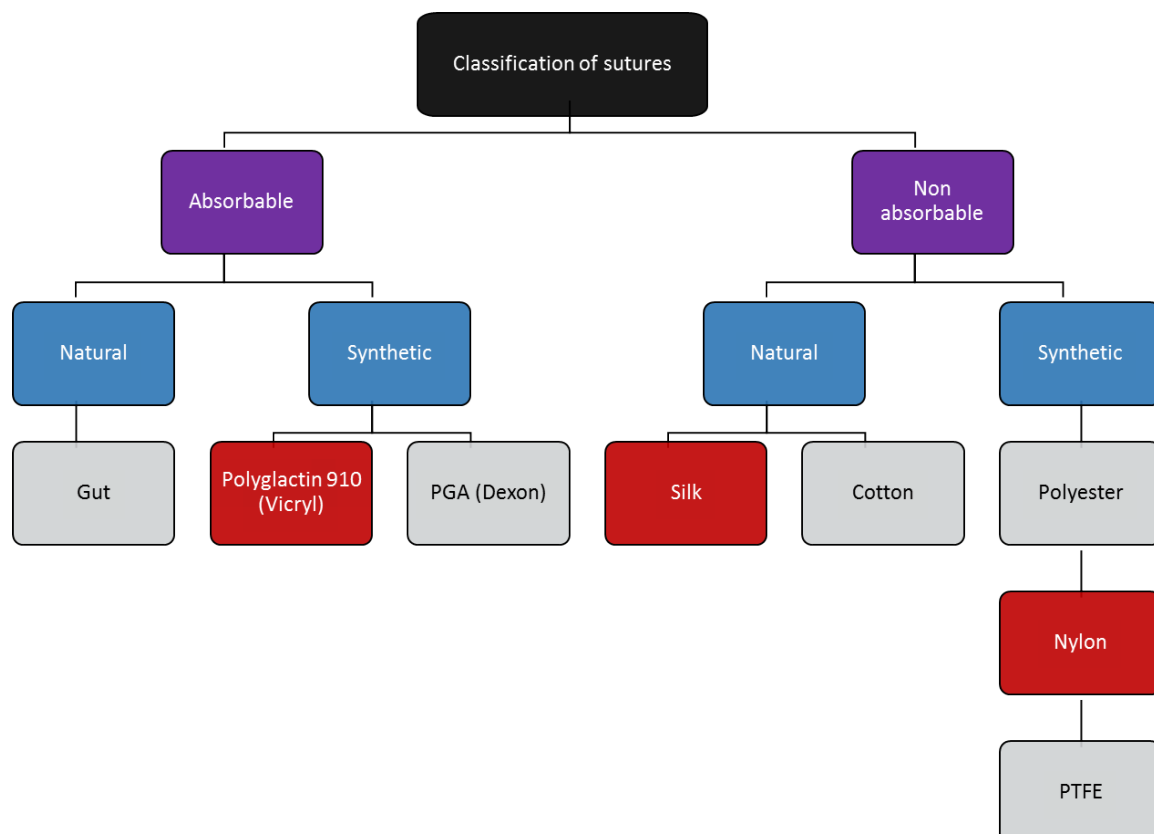 Classification of sutures
Absorbable
Non
absorbable
Natural
Synthetic
Natural
Synthetic
Gut
Polyglactin 910
(Vicryl)
PGA (Dexon)
Silk
Cotton
Polyester
Nylon
PTFE